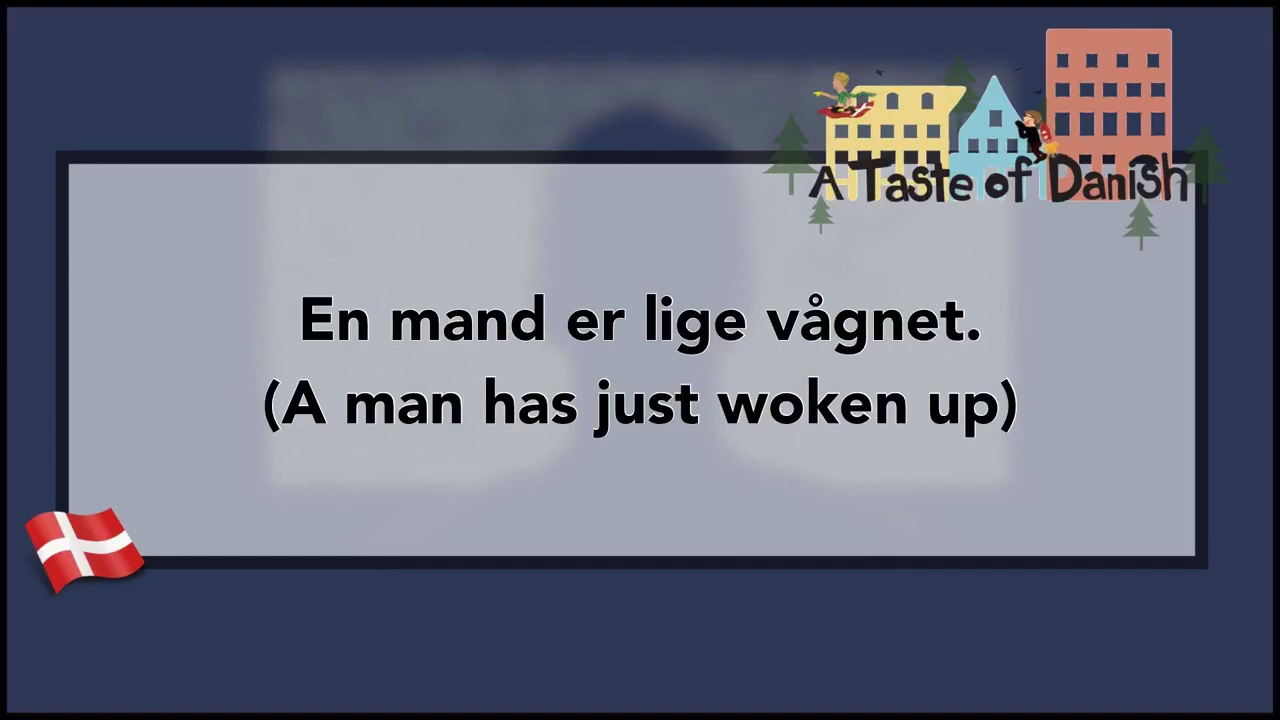 A Taste of Danish
En mand er lige vågnet.
(A man has just woken up)